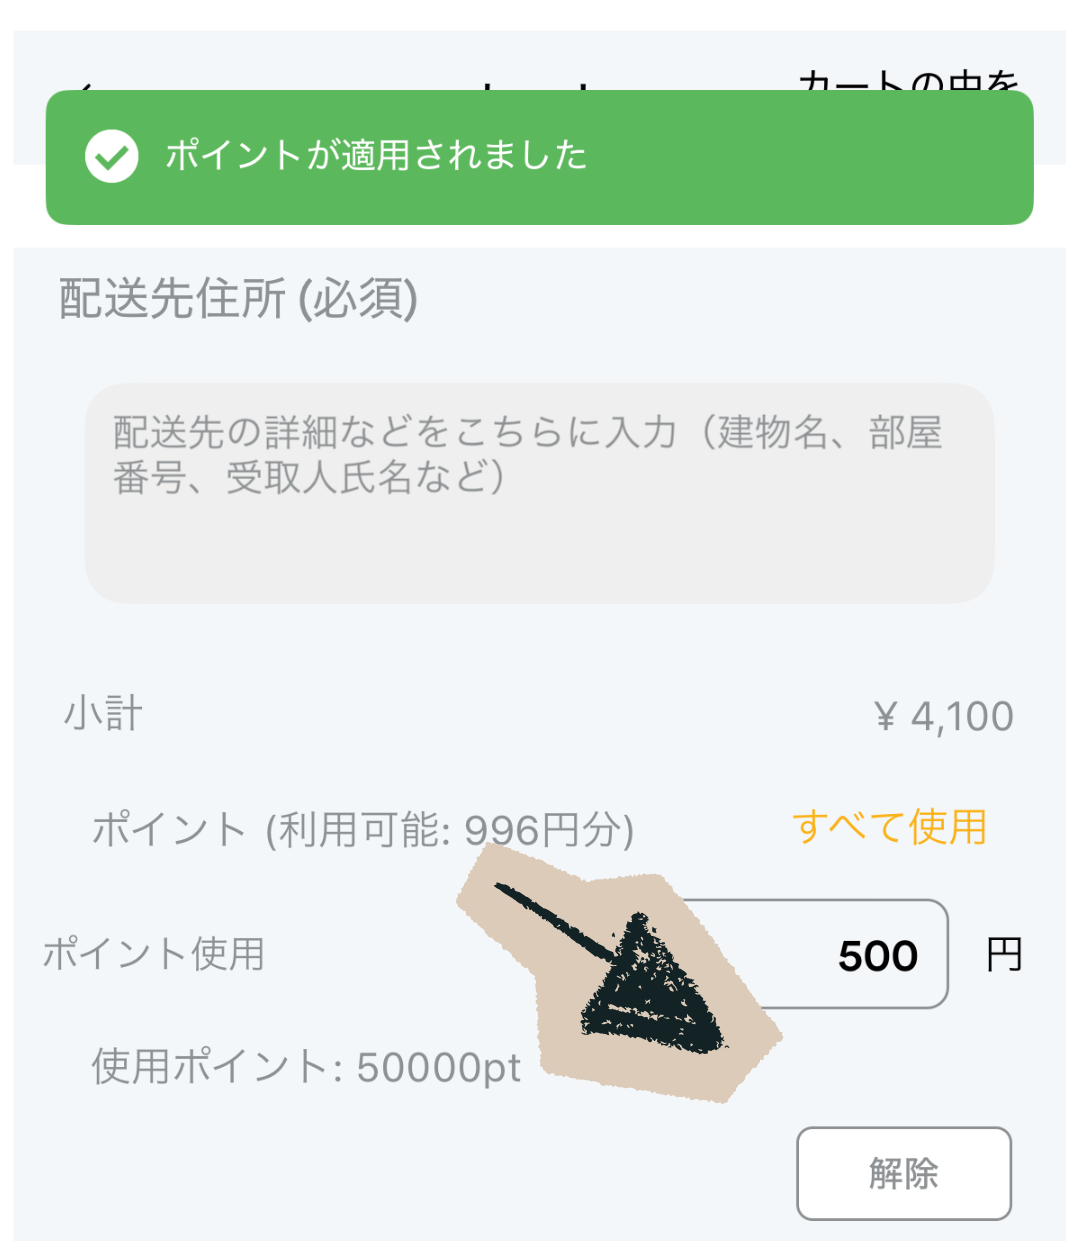 カートの中を
ポイントが適用されました
配送先住所 (必須)
配送先の詳細などをこちらに入力（建物名、部屋
番号、受取人氏名など）
小計
¥ 4,100
ポイント (利用可能: 996円分)
すべて使用
ポイント使用
500
円
使用ポイント: 50000pt
解除